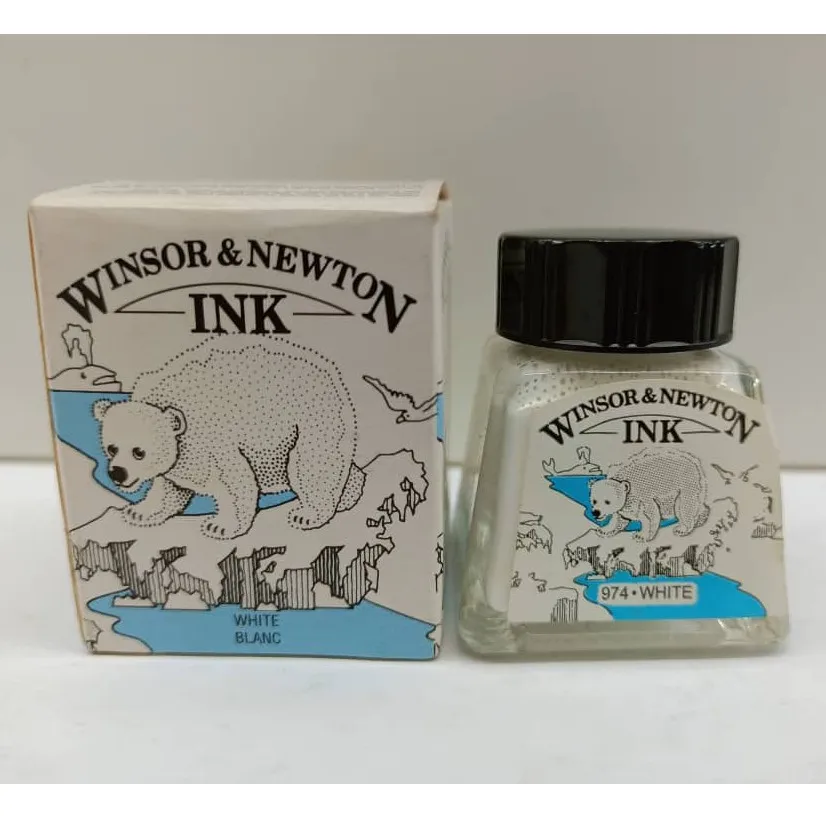 WINSOR & NEWTON
INK
WHITE
BLANC
WINSOR & NEWTON
INK
974 • WHITE